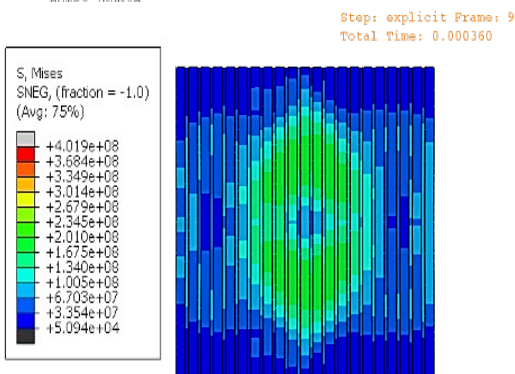 Step: explicit Frame: 9
Total Time: 0.000360
S, Mises
SNEG, (fraction = -1.0)
(Avg: 75%)
+4.019e+08
+3.684e+08
+3.349e+08
+3.014e+08
+2.679e+08
+2.345e+08
+2.010e+08
+1.675e+08
+1.340e+08
+1.005e+08
+6.703e+07
+3.354e+07
+5.094e+04